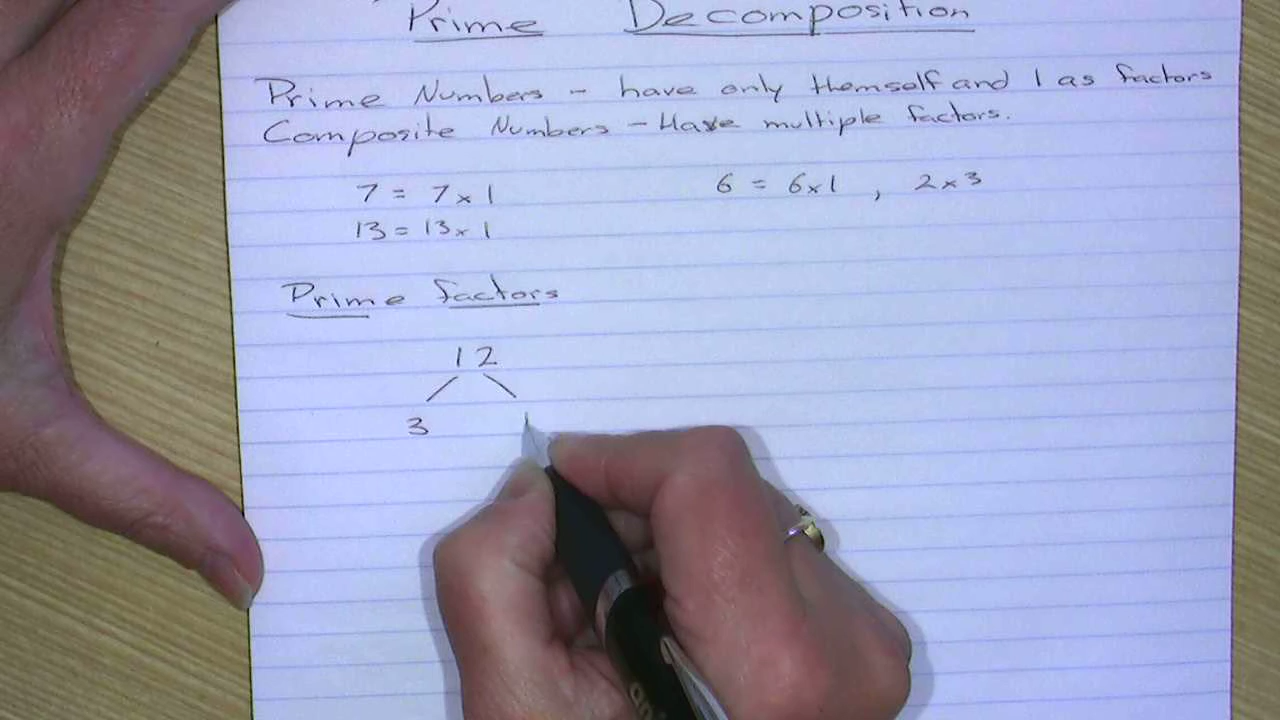 Prime Decomposition
Prime Numbers - have only themself and 1 as factors
Composite Numbers - Have multiple factors.
7 = 7 x 1
6 = 6 x 1 , 2 x 3
13 = 13 x 1
Prime factors
12
3